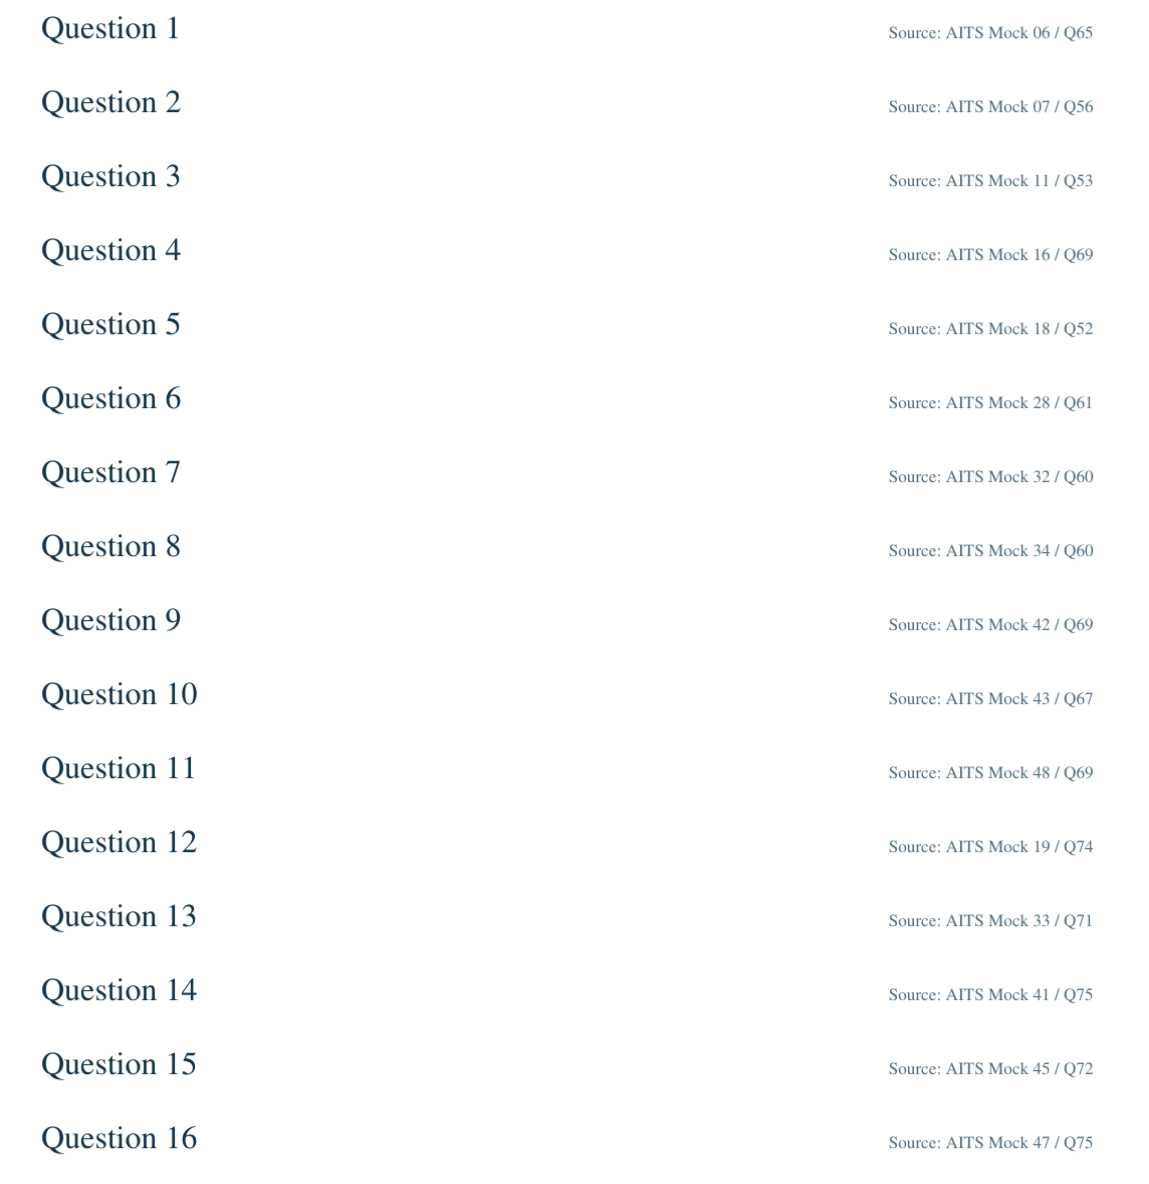 Question 1 Source: AITS Mock 06 / Q65
Question 2 Source: AITS Mock 07 / Q56
Question 3 Source: AITS Mock 11 / Q53
Question 4 Source: AITS Mock 16 / Q69
Question 5 Source: AITS Mock 18 / Q52
Question 6 Source: AITS Mock 28 / Q61
Question 7 Source: AITS Mock 32 / Q60
Question 8 Source: AITS Mock 34 / Q60
Question 9 Source: AITS Mock 42 / Q69
Question 10 Source: AITS Mock 43 / Q67
Question 11 Source: AITS Mock 48 / Q69
Question 12 Source: AITS Mock 19 / Q74
Question 13 Source: AITS Mock 33 / Q71
Question 14 Source: AITS Mock 41 / Q75
Question 15 Source: AITS Mock 45 / Q72
Question 16 Source: AITS Mock 47 / Q75